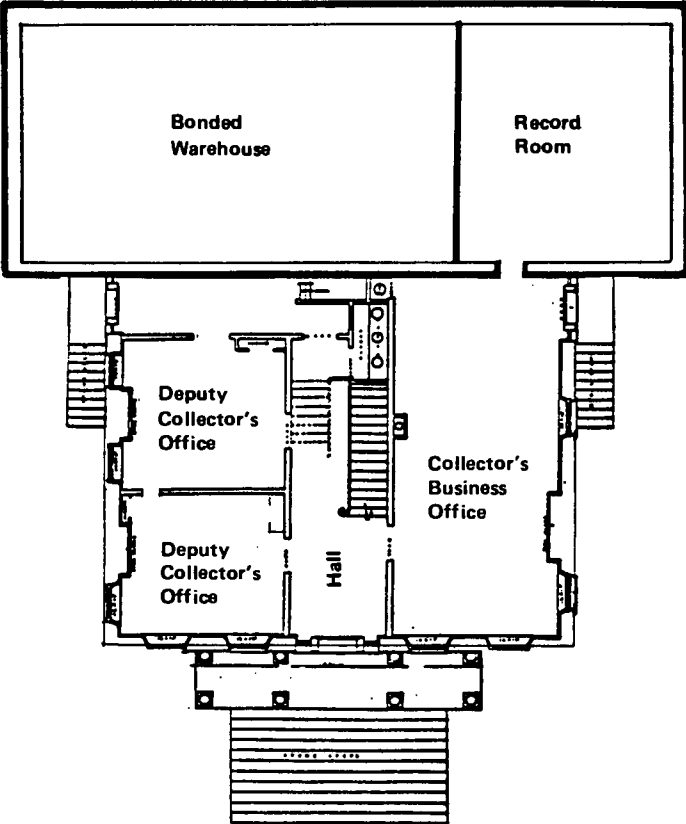 Bonded
Warehouse
Record
Room
Deputy
Collector's
Office
Collector's
Business
Office
Deputy
Collector's
Office
Hall